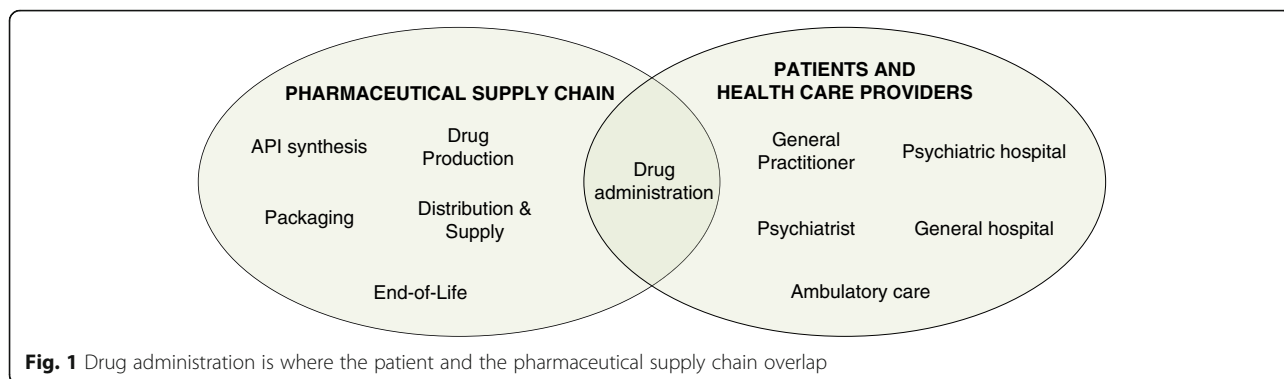 PHARMACEUTICAL SUPPLY CHAIN
API synthesis
Drug
Production
Packaging
Distribution &
Supply
End-of-Life
Drug
administration
PATIENTS AND
HEALTH CARE PROVIDERS
General
Practitioner
Psychiatric hospital
Psychiatrist
General hospital
Ambulatory care
Fig. 1 Drug administration is where the patient and the pharmaceutical supply chain overlap